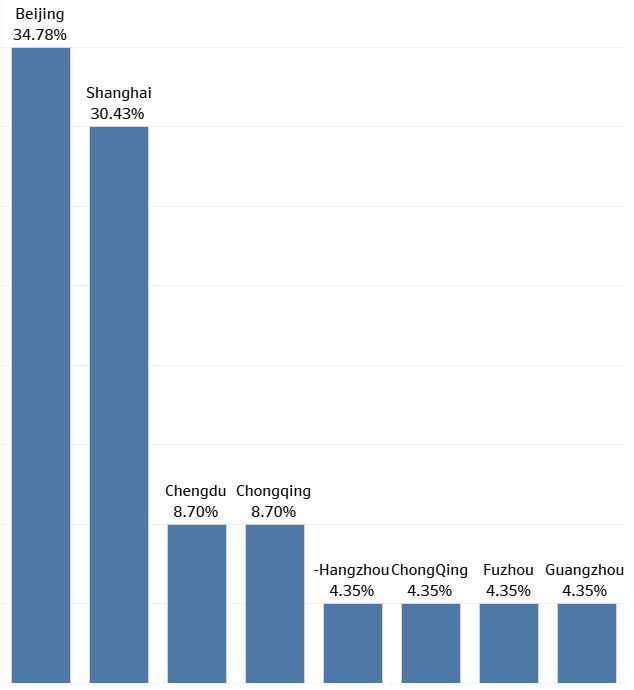 Beijing
34.78%
Shanghai
30.43%
Chengdu
8.70%
Chongqing
8.70%
-Hangzhou
4.35%
ChongQing
4.35%
Fuzhou
4.35%
Guangzhou
4.35%